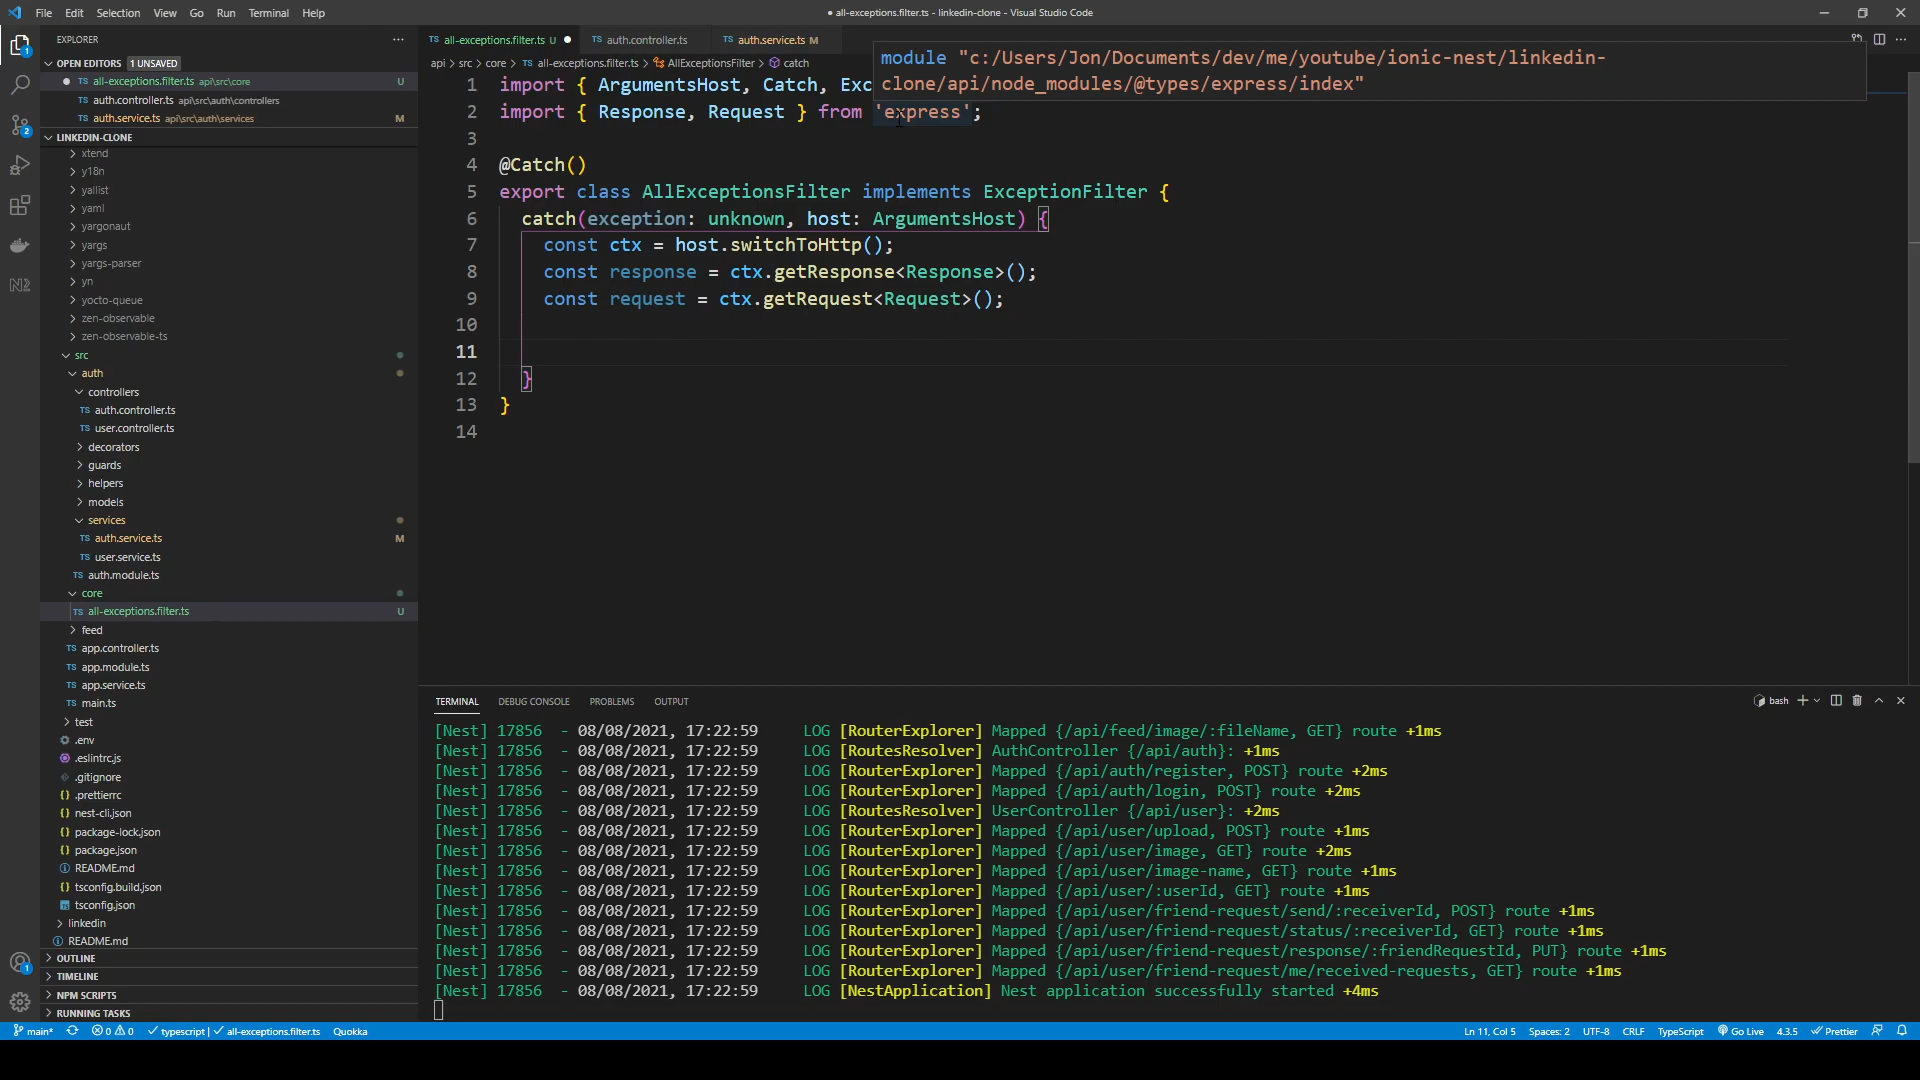 File Edit Selection View Go Run Terminal Help
● all-exceptions.filter.ts - linkedin-clone - Visual Studio Code
EXPLORER
OPEN EDITORS 1 UNSAVED
TS all-exceptions.filter.ts api\src\core U
TS auth.controller.ts api\src\auth\controllers
TS auth.service.ts api\src\auth\services M
LINKEDIN-CLONE
xtend
y18n
yallist
yaml
yargonaut
yargs
yargs-parser
yn
yocto-queue
zen-observable
zen-observable-ts
src
auth
controllers
TS auth.controller.ts
TS user.controller.ts
decorators
guards
helpers
models
services
TS auth.service.ts M
TS user.service.ts
TS auth.module.ts
core
TS all-exceptions.filter.ts U
feed
TS app.controller.ts
TS app.module.ts
TS app.service.ts
TS main.ts
test
.env
.eslintrc.js
.gitignore
.prettierrc
nest-cli.json
package-lock.json
package.json
README.md
tsconfig.build.json
tsconfig.json
linkedin
README.md
OUTLINE
TIMELINE
NPM SCRIPTS
RUNNING TASKS
TS all-exceptions.filter.ts U ● TS auth.controller.ts TS auth.service.ts M
api > src > core > TS all-exceptions.filter.ts > AllExceptionsFilter > catch
module "c:/Users/Jon/Documents/dev/me/youtube/ionic-nest/linkedin-
clone/api/node_modules/@types/express/index"
1 import { ArgumentsHost, Catch, Exc
2 import { Response, Request } from 'express';
3
4 @Catch()
5 export class AllExceptionsFilter implements ExceptionFilter {
6 catch(exception: unknown, host: ArgumentsHost) {
7 const ctx = host.switchToHttp();
8 const response = ctx.getResponse<Response>();
9 const request = ctx.getRequest<Request>();
10
11
12 }
13 }
14
TERMINAL DEBUG CONSOLE PROBLEMS OUTPUT
bash
[Nest] 17856 - 08/08/2021, 17:22:59 LOG [RouterExplorer] Mapped {/api/feed/image/:fileName, GET} route +1ms
[Nest] 17856 - 08/08/2021, 17:22:59 LOG [RoutesResolver] AuthController {/api/auth}: +1ms
[Nest] 17856 - 08/08/2021, 17:22:59 LOG [RouterExplorer] Mapped {/api/auth/register, POST} route +2ms
[Nest] 17856 - 08/08/2021, 17:22:59 LOG [RouterExplorer] Mapped {/api/auth/login, POST} route +2ms
[Nest] 17856 - 08/08/2021, 17:22:59 LOG [RoutesResolver] UserController {/api/user}: +2ms
[Nest] 17856 - 08/08/2021, 17:22:59 LOG [RouterExplorer] Mapped {/api/user/upload, POST} route +1ms
[Nest] 17856 - 08/08/2021, 17:22:59 LOG [RouterExplorer] Mapped {/api/user/image, GET} route +2ms
[Nest] 17856 - 08/08/2021, 17:22:59 LOG [RouterExplorer] Mapped {/api/user/image-name, GET} route +1ms
[Nest] 17856 - 08/08/2021, 17:22:59 LOG [RouterExplorer] Mapped {/api/user/:userId, GET} route +1ms
[Nest] 17856 - 08/08/2021, 17:22:59 LOG [RouterExplorer] Mapped {/api/user/friend-request/send/:receiverId, POST} route +1ms
[Nest] 17856 - 08/08/2021, 17:22:59 LOG [RouterExplorer] Mapped {/api/user/friend-request/status/:receiverId, GET} route +1ms
[Nest] 17856 - 08/08/2021, 17:22:59 LOG [RouterExplorer] Mapped {/api/user/friend-request/response/:friendRequestId, PUT} route +1ms
[Nest] 17856 - 08/08/2021, 17:22:59 LOG [RouterExplorer] Mapped {/api/user/friend-request/me/received-requests, GET} route +1ms
[Nest] 17856 - 08/08/2021, 17:22:59 LOG [NestApplication] Nest application successfully started +4ms
main* 0 0 typescript | all-exceptions.filter.ts Quokka
Ln 11, Col 5 Spaces: 2 UTF-8 CRLF TypeScript Go Live 4.3.5 Prettier